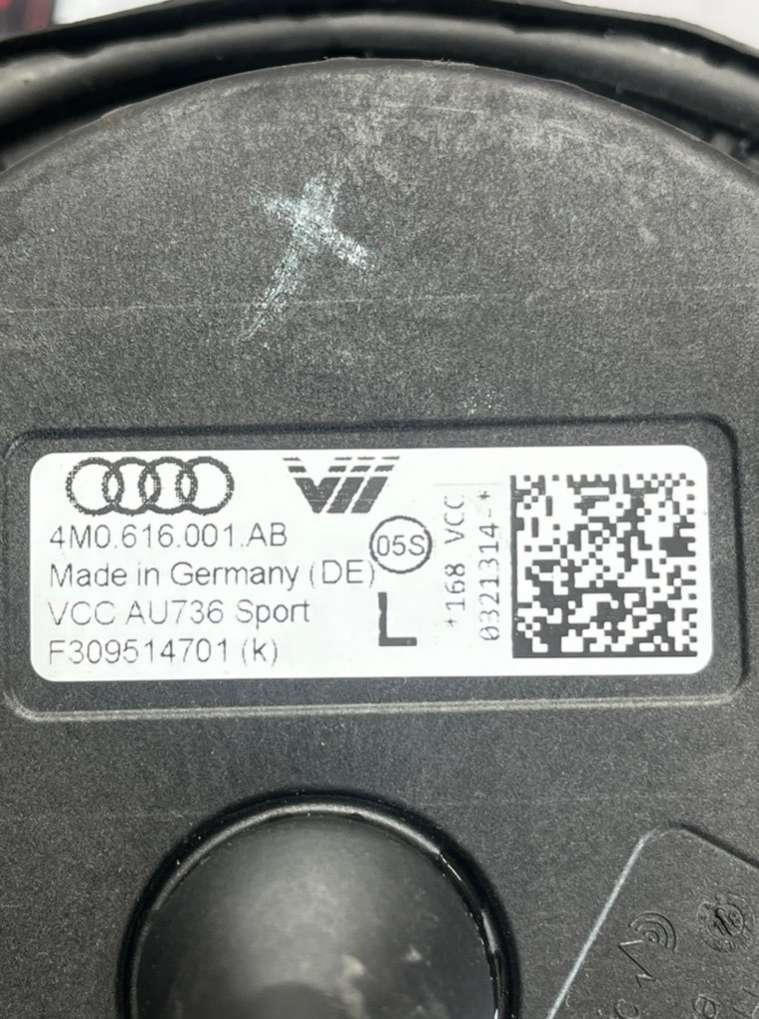 4M0.616.001.AB
05S
Made in Germany (DE)
VCC AU736 Sport
L
F309514701 (k)
*168 VCC
0321314-*